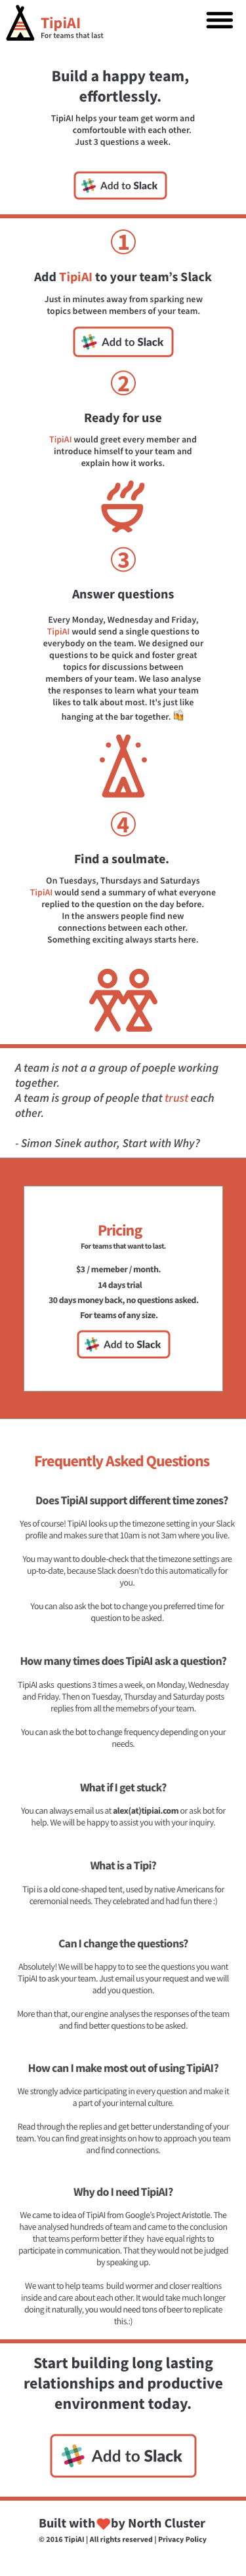 TipiAI
For teams that last
Build a happy team,
effortlessly.
TipiAI helps your team get worm and
comfortouble with each other.
Just 3 questions a week.
Add to Slack
1
Add TipiAI to your team's Slack
Just in minutes away from sparking new
topics between members of your team.
Add to Slack
2
Ready for use
TipiAI would greet every member and
introduce himself to your team and
explain how it works.
3
Answer questions
Every Monday, Wednesday and Friday,
TipiAI would send a single questions to
everybody on the team. We designed our
questions to be quick and foster great
topics for discussions between
members of your team. We laso analyse
the responses to learn what your team
likes to talk about most. It's just like
hanging at the bar together. 🍻
4
Find a soulmate.
On Tuesdays, Thursdays and Saturdays
TipiAI would send a summary of what everyone
replied to the question on the day before.
In the answers people find new
connections between each other.
Something exciting always starts here.
A team is not a a group of poeple working
together.
A team is group of people that trust each
other.
- Simon Sinek author, Start with Why?
Pricing
For teams that want to last.
$3 / memeber / month.
14 days trial
30 days money back, no questions asked.
For teams of any size.
Add to Slack
Frequently Asked Questions
Does TipiAI support different time zones?
Yes of course! TipiAI looks up the timezone setting in your Slack
profile and makes sure that 10am is not 3am where you live.
You may want to double-check that the timezone settings are
up-to-date, because Slack doesn't do this automatically for
you.
You can also ask the bot to change you preferred time for
question to be asked.
How many times does TipiAI ask a question?
TipiAI asks questions 3 times a week, on Monday, Wednesday
and Friday. Then on Tuesday, Thursday and Saturday posts
replies from all the memebrs of your team.
You can ask the bot to change frequency depending on your
needs.
What if I get stuck?
You can always email us at alex(at)tipiai.com or ask bot for
help. We will be happy to assist you with your inquiry.
What is a Tipi?
Tipi is a old cone-shaped tent, used by native Americans for
ceremonial needs. They celebrated and had fun there :)
Can I change the questions?
Absolutely! We will be happy to to see the questions you want
TipiAI to ask your team. Just email us your request and we will
add you question.
More than that, our engine analyses the responses of the team
and find better questions to be asked.
How can I make most out of using TipiAI?
We strongly advice participating in every question and make it
a part of your internal culture.
Read through the replies and get better understanding of your
team. You can find great insights on how to approach you team
and find connections.
Why do I need TipiAI?
We came to idea of TipiAI from Google's Project Aristotle. The
have analysed hundreds of team and came to the conclusion
that teams perform better if they have equal rights to
participate in communication. That they would not be judged
by speaking up.
We want to help teams build wormer and closer realtions
inside and care about each other. It would take much longer
doing it naturally, you would need tons of beer to replicate
this.:)
Start building long lasting
relationships and productive
environment today.
Add to Slack
Built with ❤ by North Cluster
© 2016 TipiAI | All rights reserved | Privacy Policy